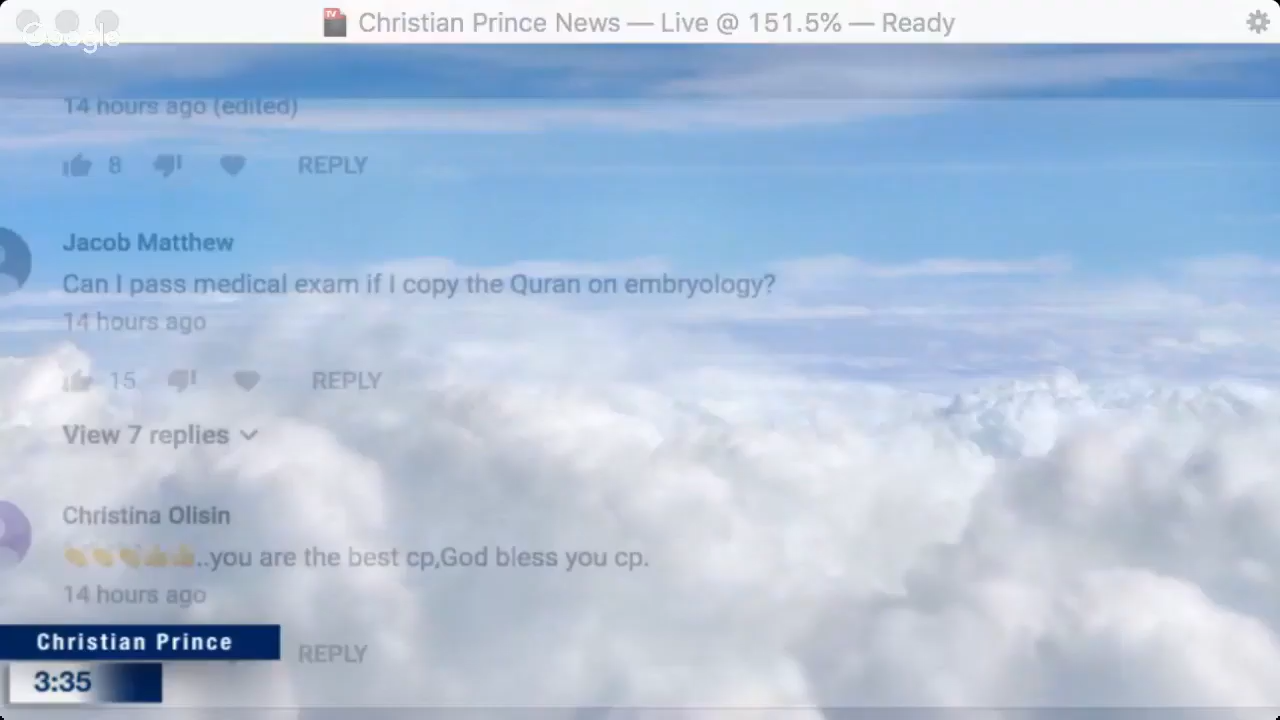 Christian Prince News — Live @ 151.5% — Ready
Google
14 hours ago (edited)
8 REPLY
Jacob Matthew
Can I pass medical exam if I copy the Quran on embryology?
14 hours ago
15 REPLY
View 7 replies
Christina Olisin
..you are the best cp,God bless you cp.
14 hours ago
REPLY
Christian Prince
3:35